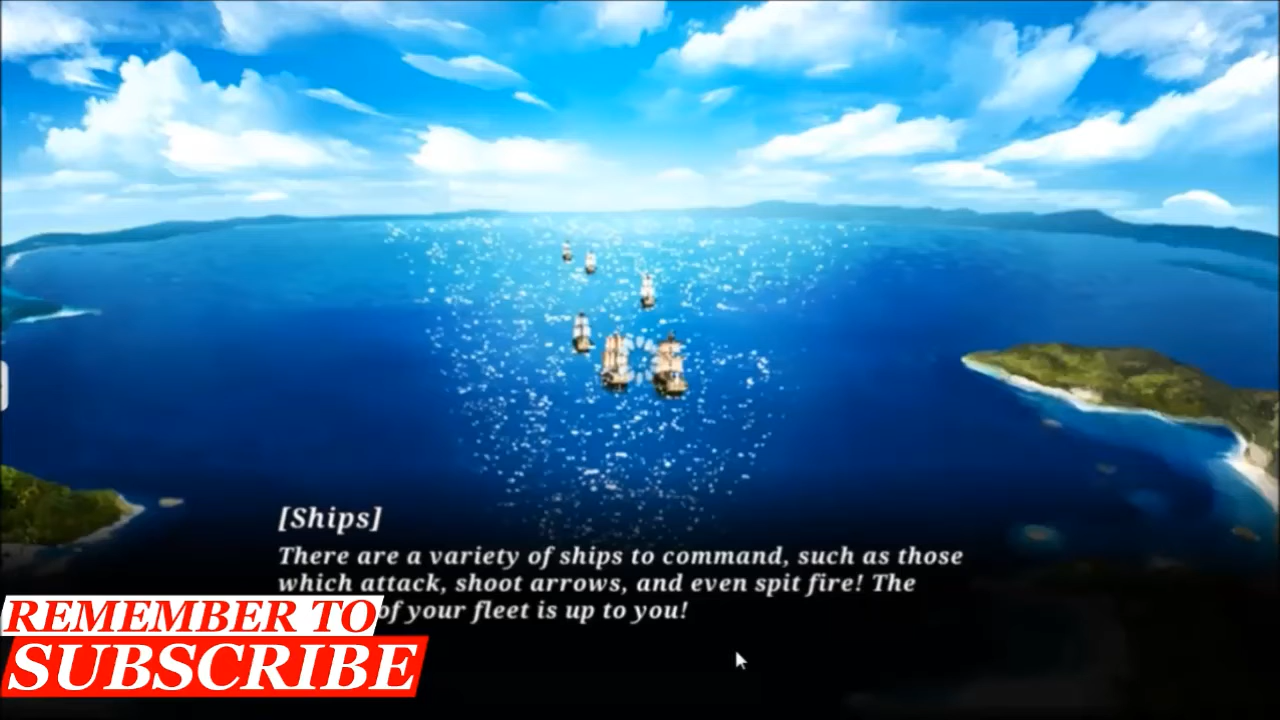 [Ships]
There are a variety of ships to command, such as those
which attack, shoot arrows, and even spit fire! The
of your fleet is up to you!
REMEMBER TO
SUBSCRIBE